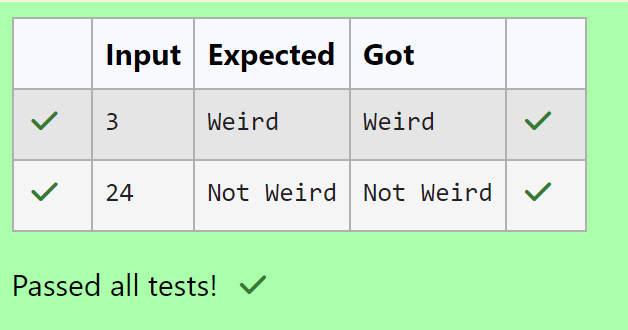 Input Expected Got
3 Weird Weird
24 Not Weird Not Weird
Passed all tests!